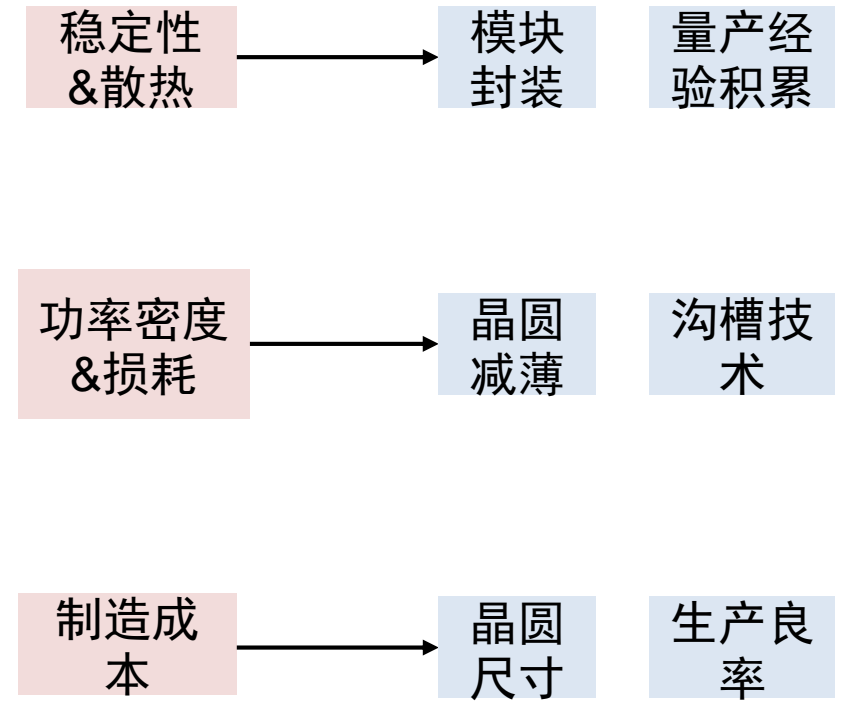 稳定性
&散热
模块
封装
量产经
验积累
功率密度
&损耗
晶圆
减薄
沟槽技
术
制造成
本
晶圆
尺寸
生产良
率